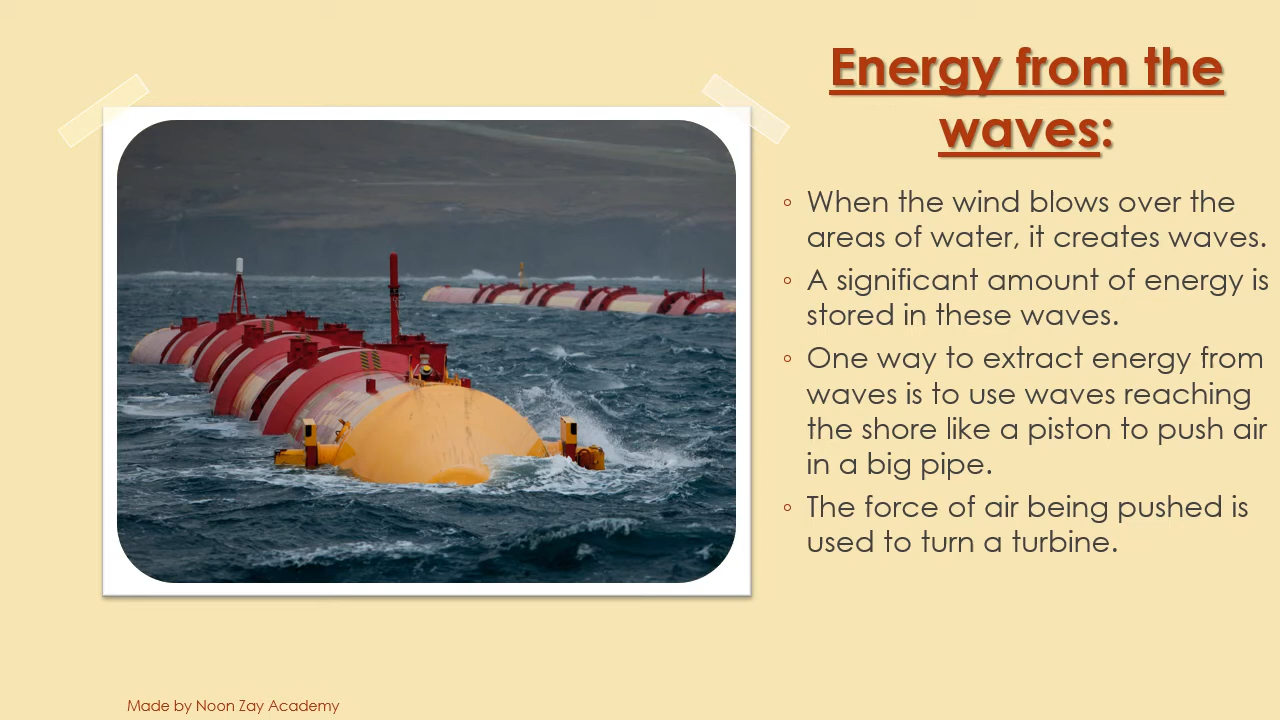 Energy from the
waves:
◦ When the wind blows over the
areas of water, it creates waves.
◦ A significant amount of energy is
stored in these waves.
◦ One way to extract energy from
waves is to use waves reaching
the shore like a piston to push air
in a big pipe.
◦ The force of air being pushed is
used to turn a turbine.
Made by Noon Zay Academy